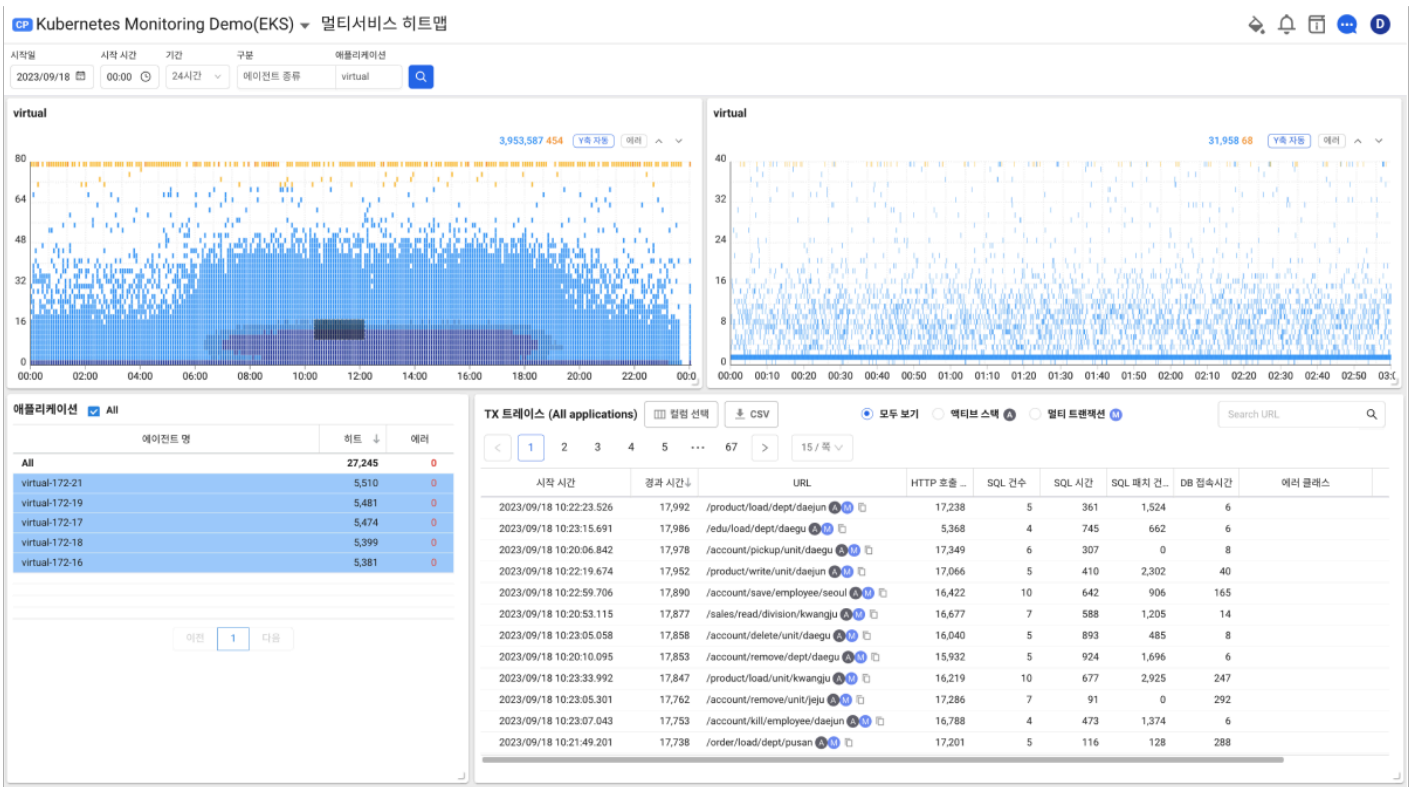 CP Kubernetes Monitoring Demo(EKS) 멀티서비스 히트맵 D
시작일 시작 시간 기간 구분 애플리케이션
2023/09/18 00:00 24시간 에이전트 종류 virtual
virtual
3,953,587 454 Y축 자동 에러
80
64
48
32
16
0
00:00 02:00 04:00 06:00 08:00 10:00 12:00 14:00 16:00 18:00 20:00 22:00 00:0
virtual
31,958 68 Y축 자동 에러
40
32
24
16
8
0
00:00 00:10 00:20 00:30 00:40 00:50 01:00 01:10 01:20 01:30 01:40 01:50 02:00 02:10 02:20 02:30 02:40 02:50 03:0
애플리케이션 All
에이전트 명 히트 에러
All 27,245 0
virtual-172-21 5,510 0
virtual-172-19 5,481 0
virtual-172-17 5,474 0
virtual-172-18 5,399 0
virtual-172-16 5,381 0
이전 1 다음
TX 트레이스 (All applications) 컬럼 선택 CSV 모두 보기 액티브 스택 A 멀티 트랜잭션 M Search URL
< 1 2 3 4 5 ••• 67 > 15 / 쪽
시작 시간 경과 시간↓ URL HTTP 호출 ... SQL 건수 SQL 시간 SQL 패치 건... DB 접속시간 에러 클래스
2023/09/18 10:22:23.526 17,992 /product/load/dept/daejun A M 17,238 5 361 1,524 6
2023/09/18 10:23:15.691 17,986 /edu/load/dept/daegu A M 5,368 4 745 662 6
2023/09/18 10:20:06.842 17,978 /account/pickup/unit/daegu A M 17,349 6 307 0 8
2023/09/18 10:22:19.674 17,952 /product/write/unit/daejun A M 17,066 5 410 2,302 40
2023/09/18 10:22:59.706 17,890 /account/save/employee/seoul A M 16,422 10 642 906 165
2023/09/18 10:20:53.115 17,877 /sales/read/division/kwangju A M 16,677 7 588 1,205 14
2023/09/18 10:23:05.058 17,858 /account/delete/unit/daegu A M 16,040 5 893 485 8
2023/09/18 10:20:10.095 17,853 /account/remove/dept/daegu A M 15,932 5 924 1,696 6
2023/09/18 10:23:33.992 17,847 /product/load/unit/kwangju A M 16,219 10 677 2,925 247
2023/09/18 10:23:05.301 17,762 /account/remove/unit/jeju A M 17,286 7 91 0 292
2023/09/18 10:23:07.043 17,753 /account/kill/employee/daejun A M 16,788 4 473 1,374 6
2023/09/18 10:21:49.201 17,738 /order/load/dept/pusan A M 17,201 5 116 128 288